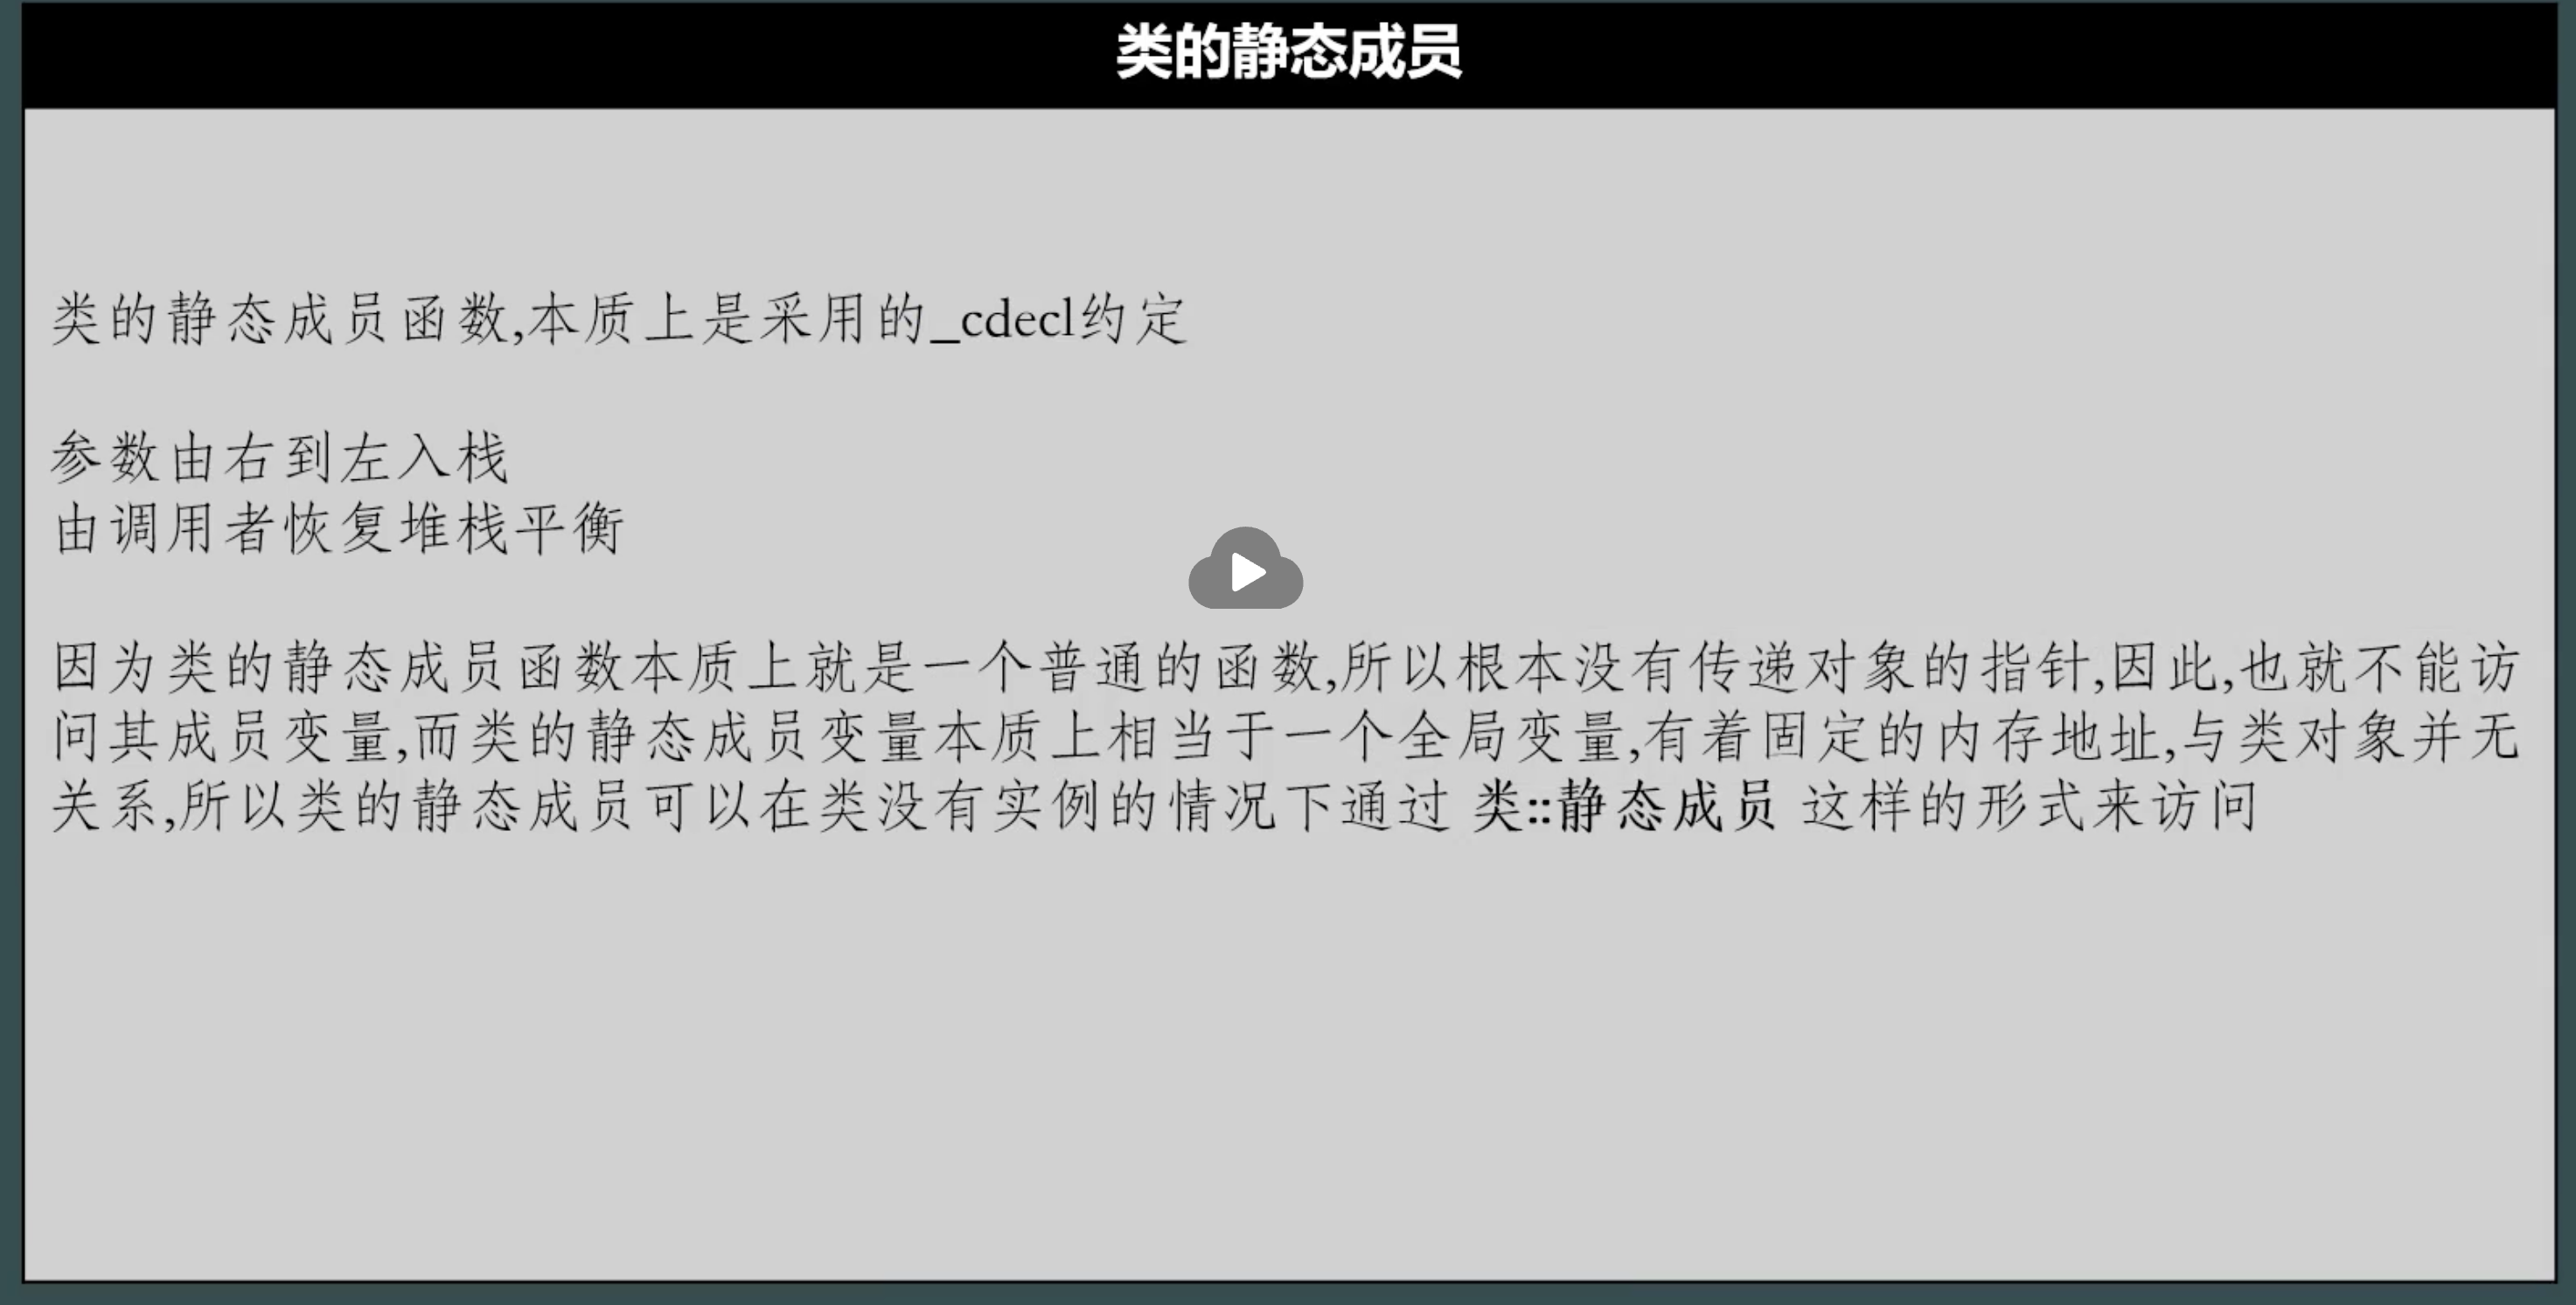 类的静态成员
类的静态成员函数,本质上是采用的_cdecl约定
参数由右到左入栈
由调用者恢复堆栈平衡
因为类的静态成员函数本质上就是一个普通的函数,所以根本没有传递对象的指针,因此,也就不能访
问其成员变量,而类的静态成员变量本质上相当于一个全局变量,有着固定的内存地址,与类对象并无
关系,所以类的静态成员可以在类没有实例的情况下通过 类::静态成员 这样的形式来访问